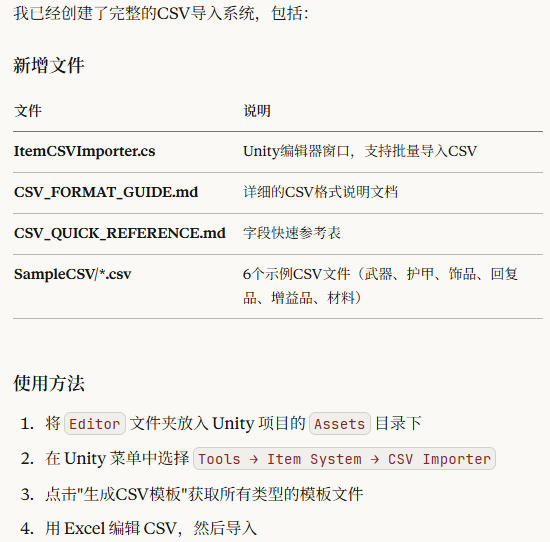 我已经创建了完整的CSV导入系统，包括：
新增文件
文件 说明
ItemCSVImporter.cs Unity编辑器窗口，支持批量导入CSV
CSV_FORMAT_GUIDE.md 详细的CSV格式说明文档
CSV_QUICK_REFERENCE.md 字段快速参考表
SampleCSV/*.csv 6个示例CSV文件（武器、护甲、饰品、回复
品、增益品、材料）
使用方法
1. 将 Editor 文件夹放入 Unity 项目的 Assets 目录下
2. 在 Unity 菜单中选择 Tools → Item System → CSV Importer
3. 点击"生成CSV模板"获取所有类型的模板文件
4. 用 Excel 编辑 CSV，然后导入